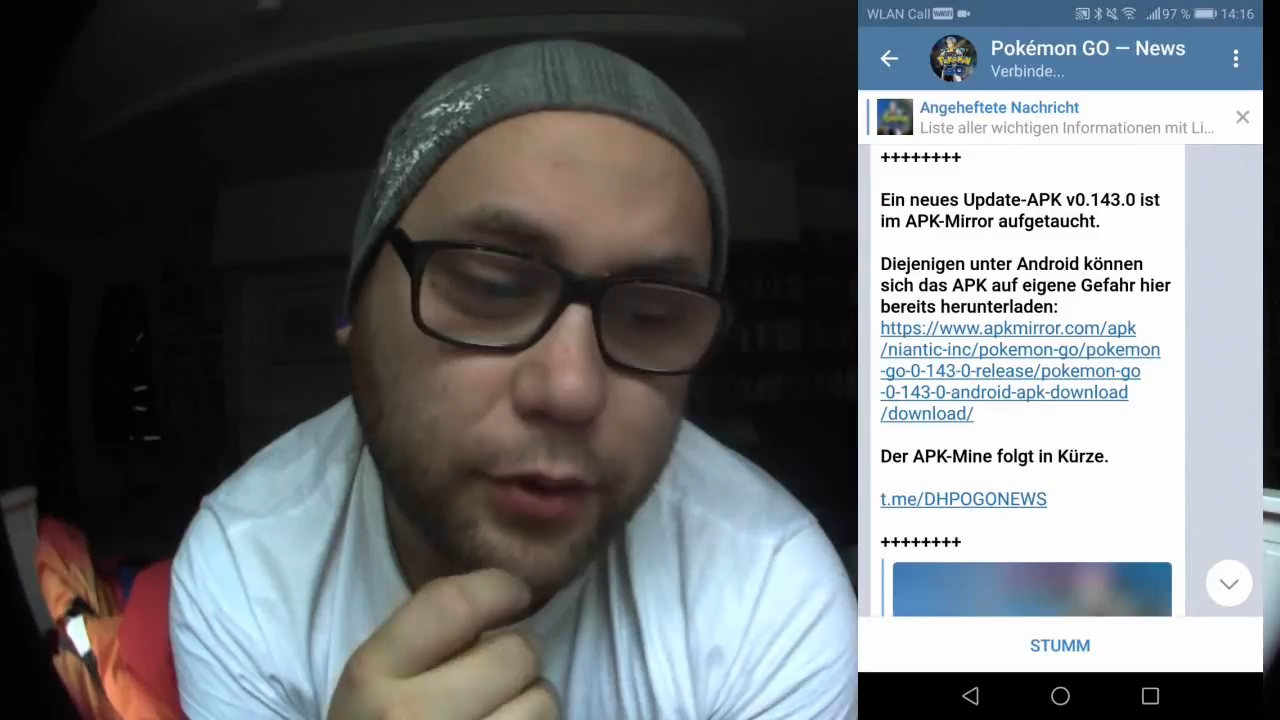 WLAN Call
97 %
14:16
Pokémon GO — News
Verbinde...
Angeheftete Nachricht
Liste aller wichtigen Informationen mit Li...
++++++++
Ein neues Update-APK v0.143.0 ist
im APK-Mirror aufgetaucht.
Diejenigen unter Android können
sich das APK auf eigene Gefahr hier
bereits herunterladen:
https://www.apkmirror.com/apk
/niantic-inc/pokemon-go/pokemon
-go-0-143-0-release/pokemon-go
-0-143-0-android-apk-download
/download/
Der APK-Mine folgt in Kürze.
t.me/DHPOGONEWS
++++++++
STUMM